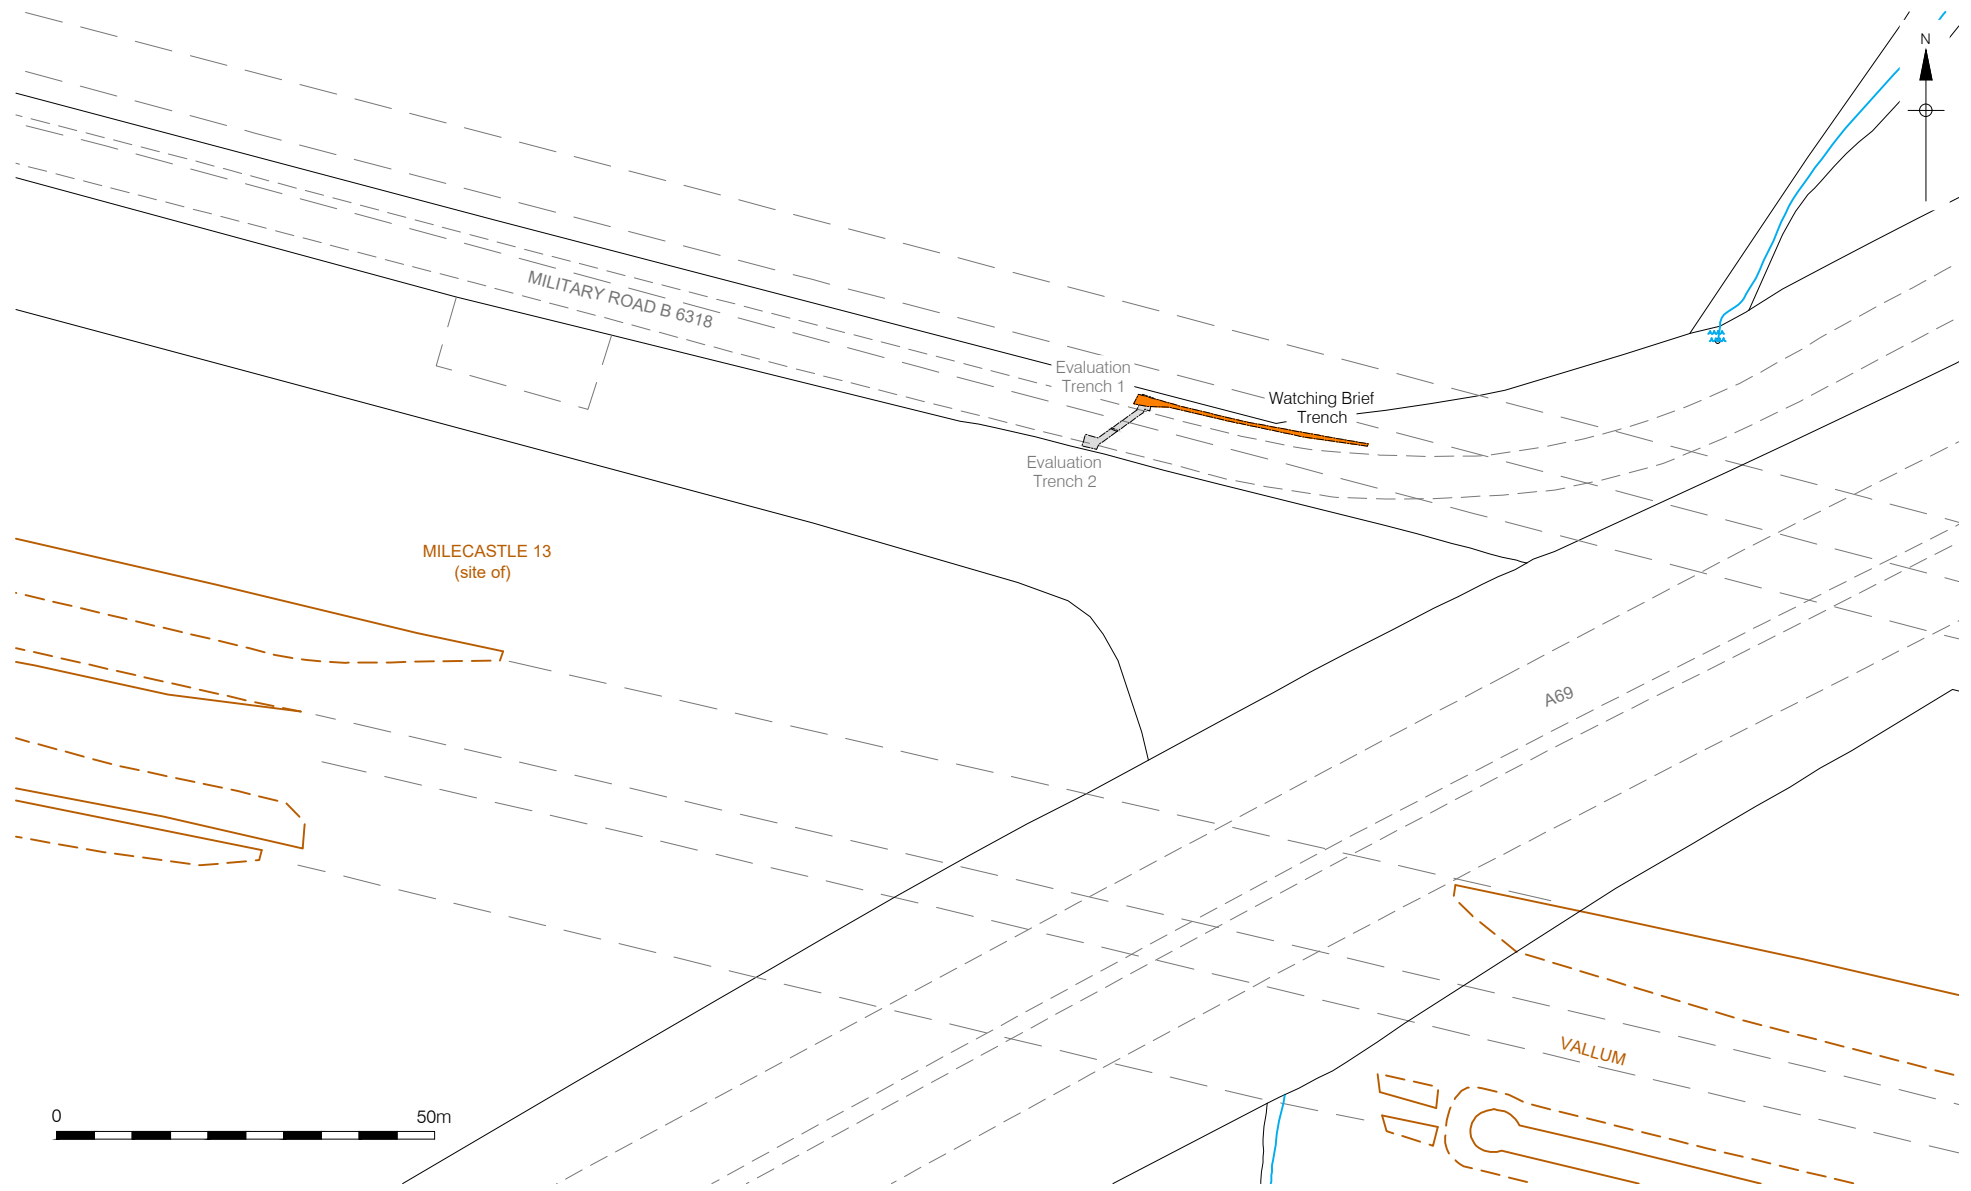 N
MILITARY ROAD B 6318
Evaluation
Trench 1
Watching Brief
Trench
Evaluation
Trench 2
MILECASTLE 13
(site of)
A69
VALLUM
0
50m